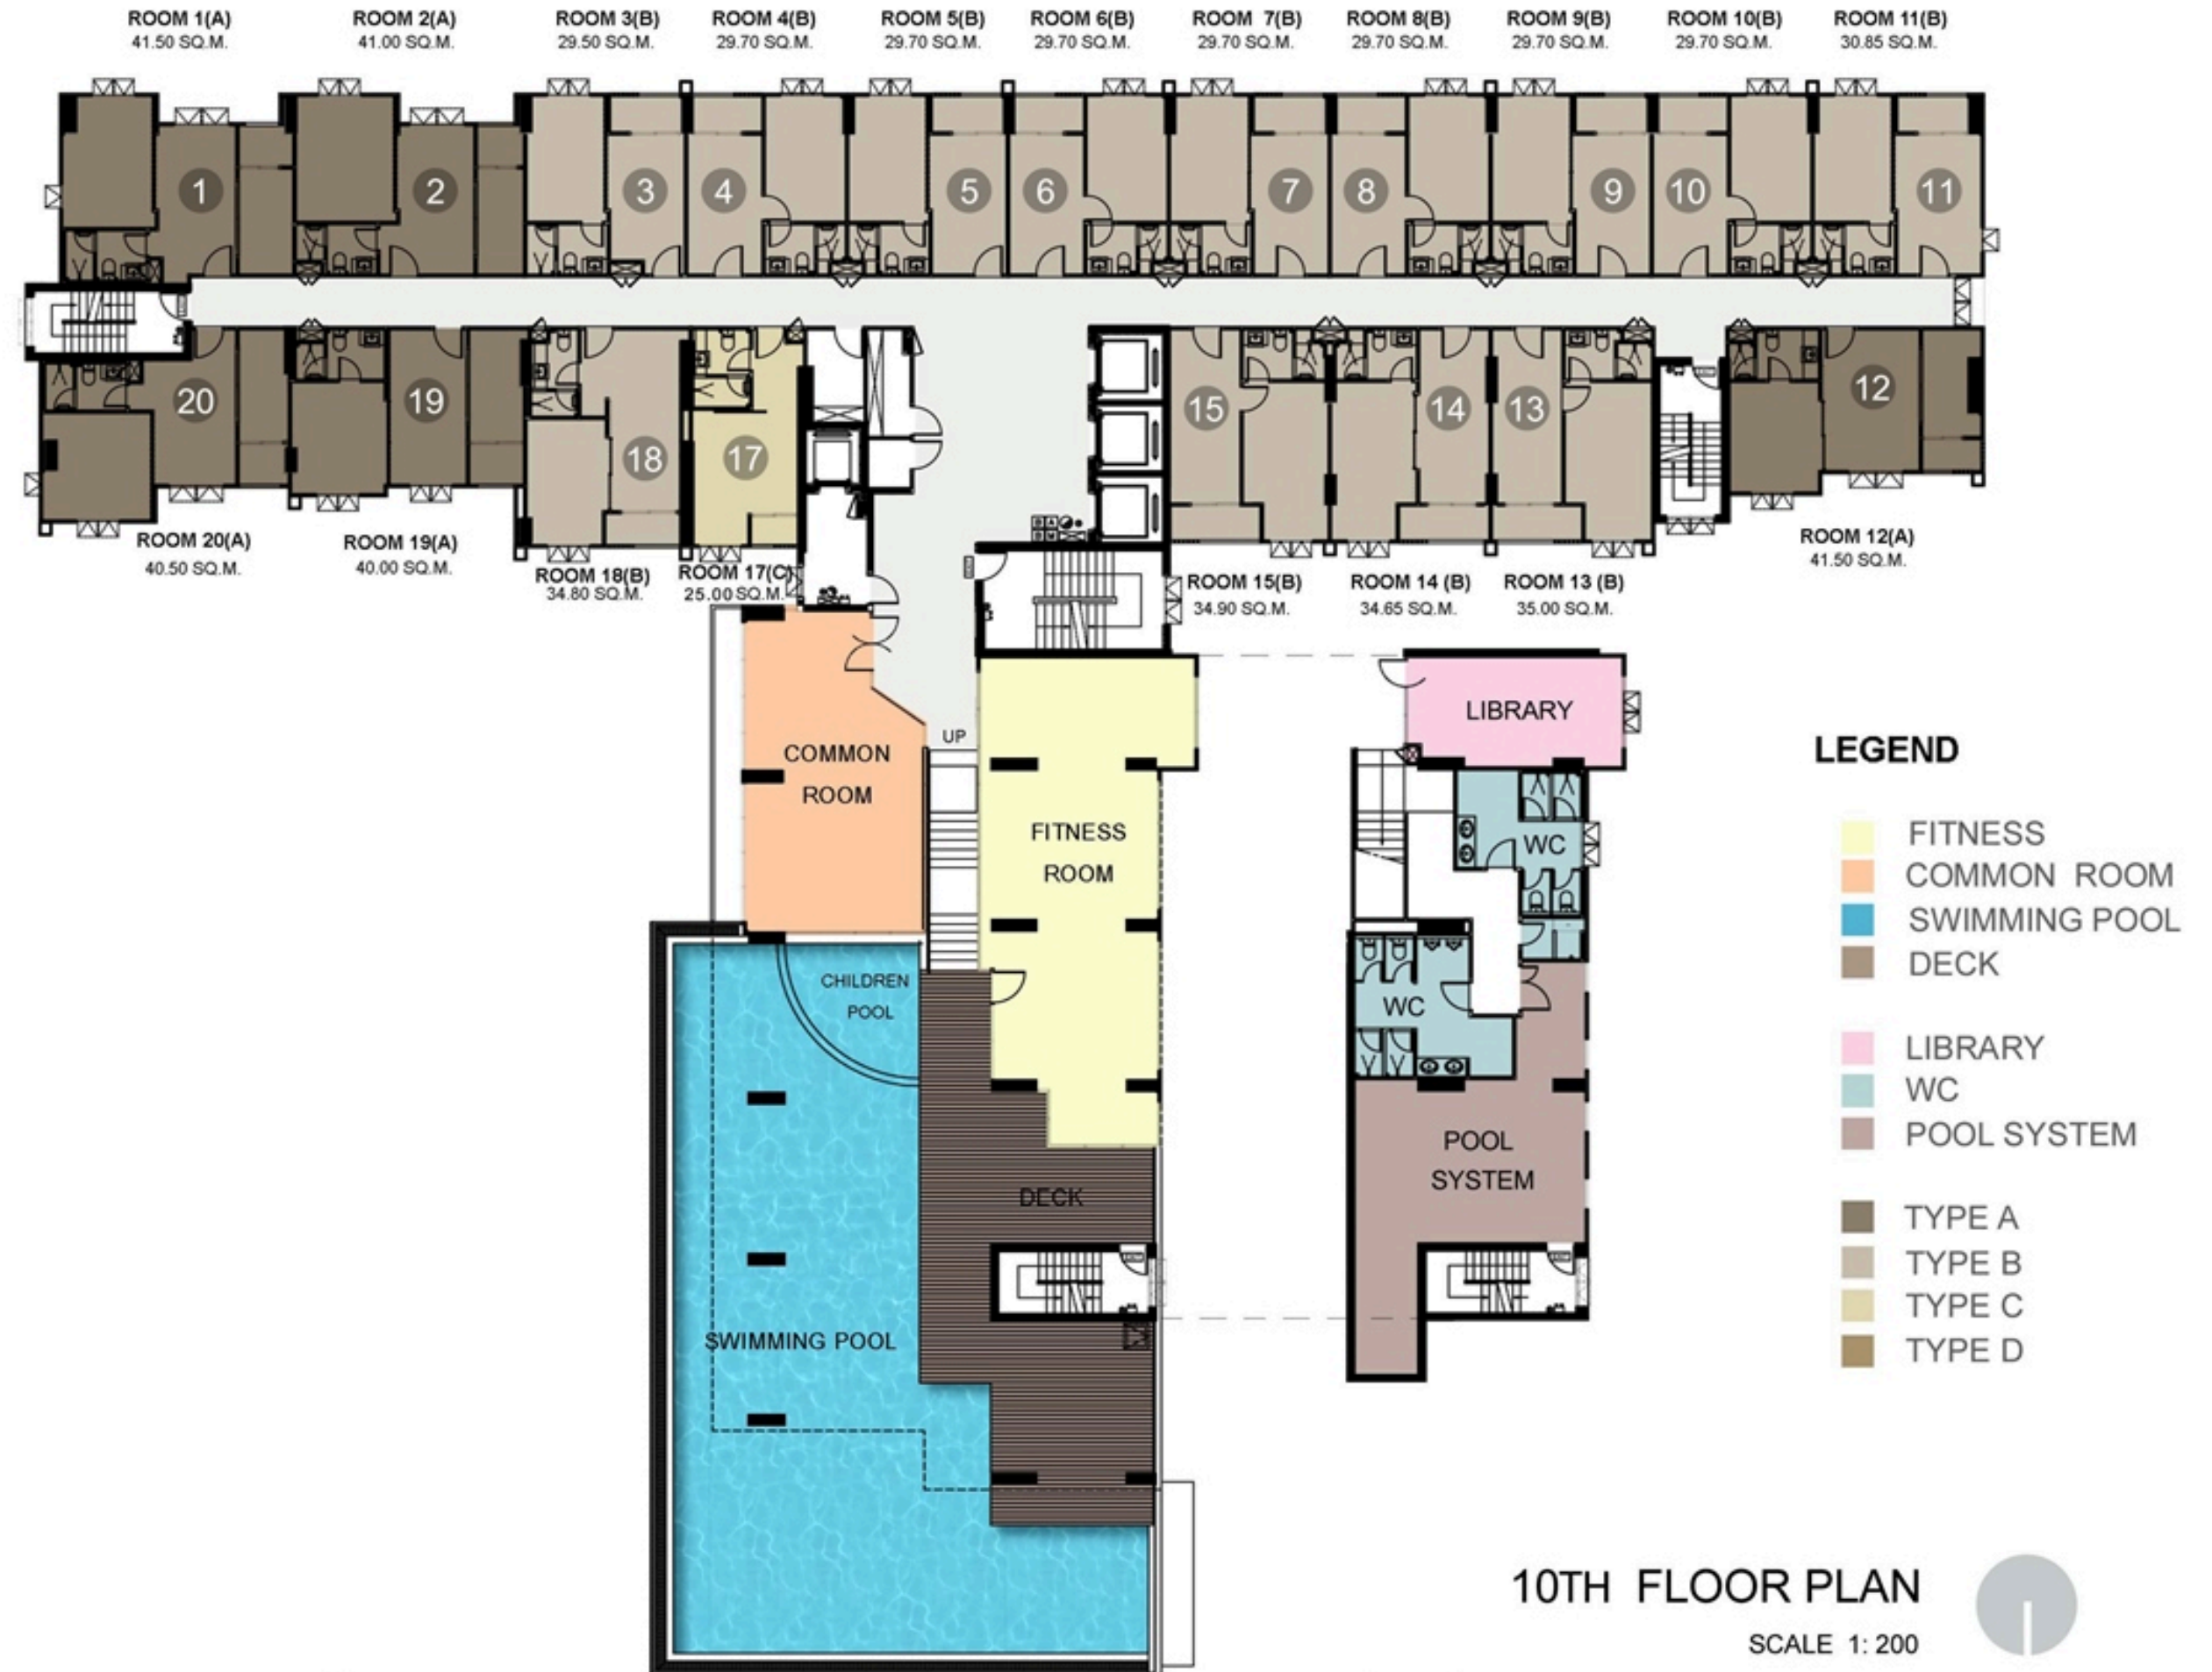 ROOM 1(A)
41.50 SQ.M.
ROOM 2(A)
41.00 SQ.M.
ROOM 3(B)
29.50 SQ.M.
ROOM 4(B)
29.70 SQ.M.
ROOM 5(B)
29.70 SQ.M.
ROOM 6(B)
29.70 SQ.M.
ROOM 7(B)
29.70 SQ.M.
ROOM 8(B)
29.70 SQ.M.
ROOM 9(B)
29.70 SQ.M.
ROOM 10(B)
29.70 SQ.M.
ROOM 11(B)
30.85 SQ.M.
1
2
3
4
5
6
7
8
9
10
11
20
19
18
17
15
14
13
12
ROOM 20(A)
40.50 SQ.M.
ROOM 19(A)
40.00 SQ.M.
ROOM 18(B)
34.80 SQ.M.
ROOM 17(C)
25.00 SQ.M.
ROOM 15(B)
34.90 SQ.M.
ROOM 14 (B)
34.65 SQ.M.
ROOM 13 (B)
35.00 SQ.M.
ROOM 12(A)
41.50 SQ.M.
COMMON
ROOM
UP
FITNESS
ROOM
CHILDREN
POOL
DECK
SWIMMING POOL
LIBRARY
WC
WC
POOL
SYSTEM
LEGEND
FITNESS
COMMON ROOM
SWIMMING POOL
DECK
LIBRARY
WC
POOL SYSTEM
TYPE A
TYPE B
TYPE C
TYPE D
10TH FLOOR PLAN
SCALE 1: 200